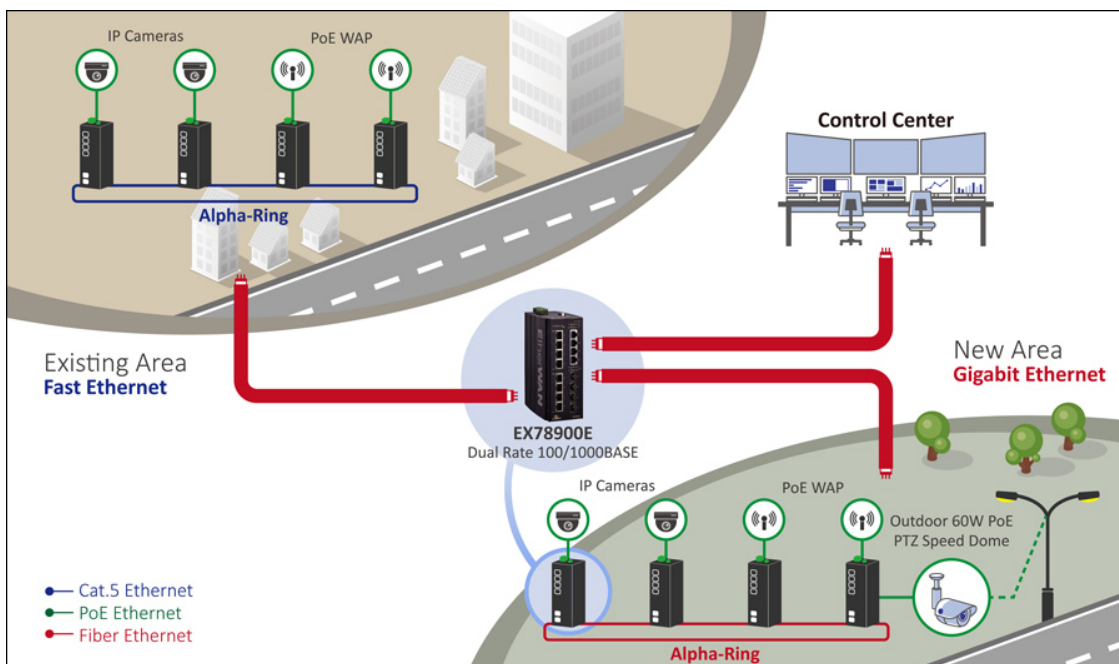 IP Cameras
PoE WAP
Alpha-Ring
Control Center
Existing Area
Fast Ethernet
EtherWAN
EX78900E
Dual Rate 100/1000BASE
New Area
Gigabit Ethernet
IP Cameras
PoE WAP
Outdoor 60W PoE
PTZ Speed Dome
Alpha-Ring
Cat.5 Ethernet
PoE Ethernet
Fiber Ethernet